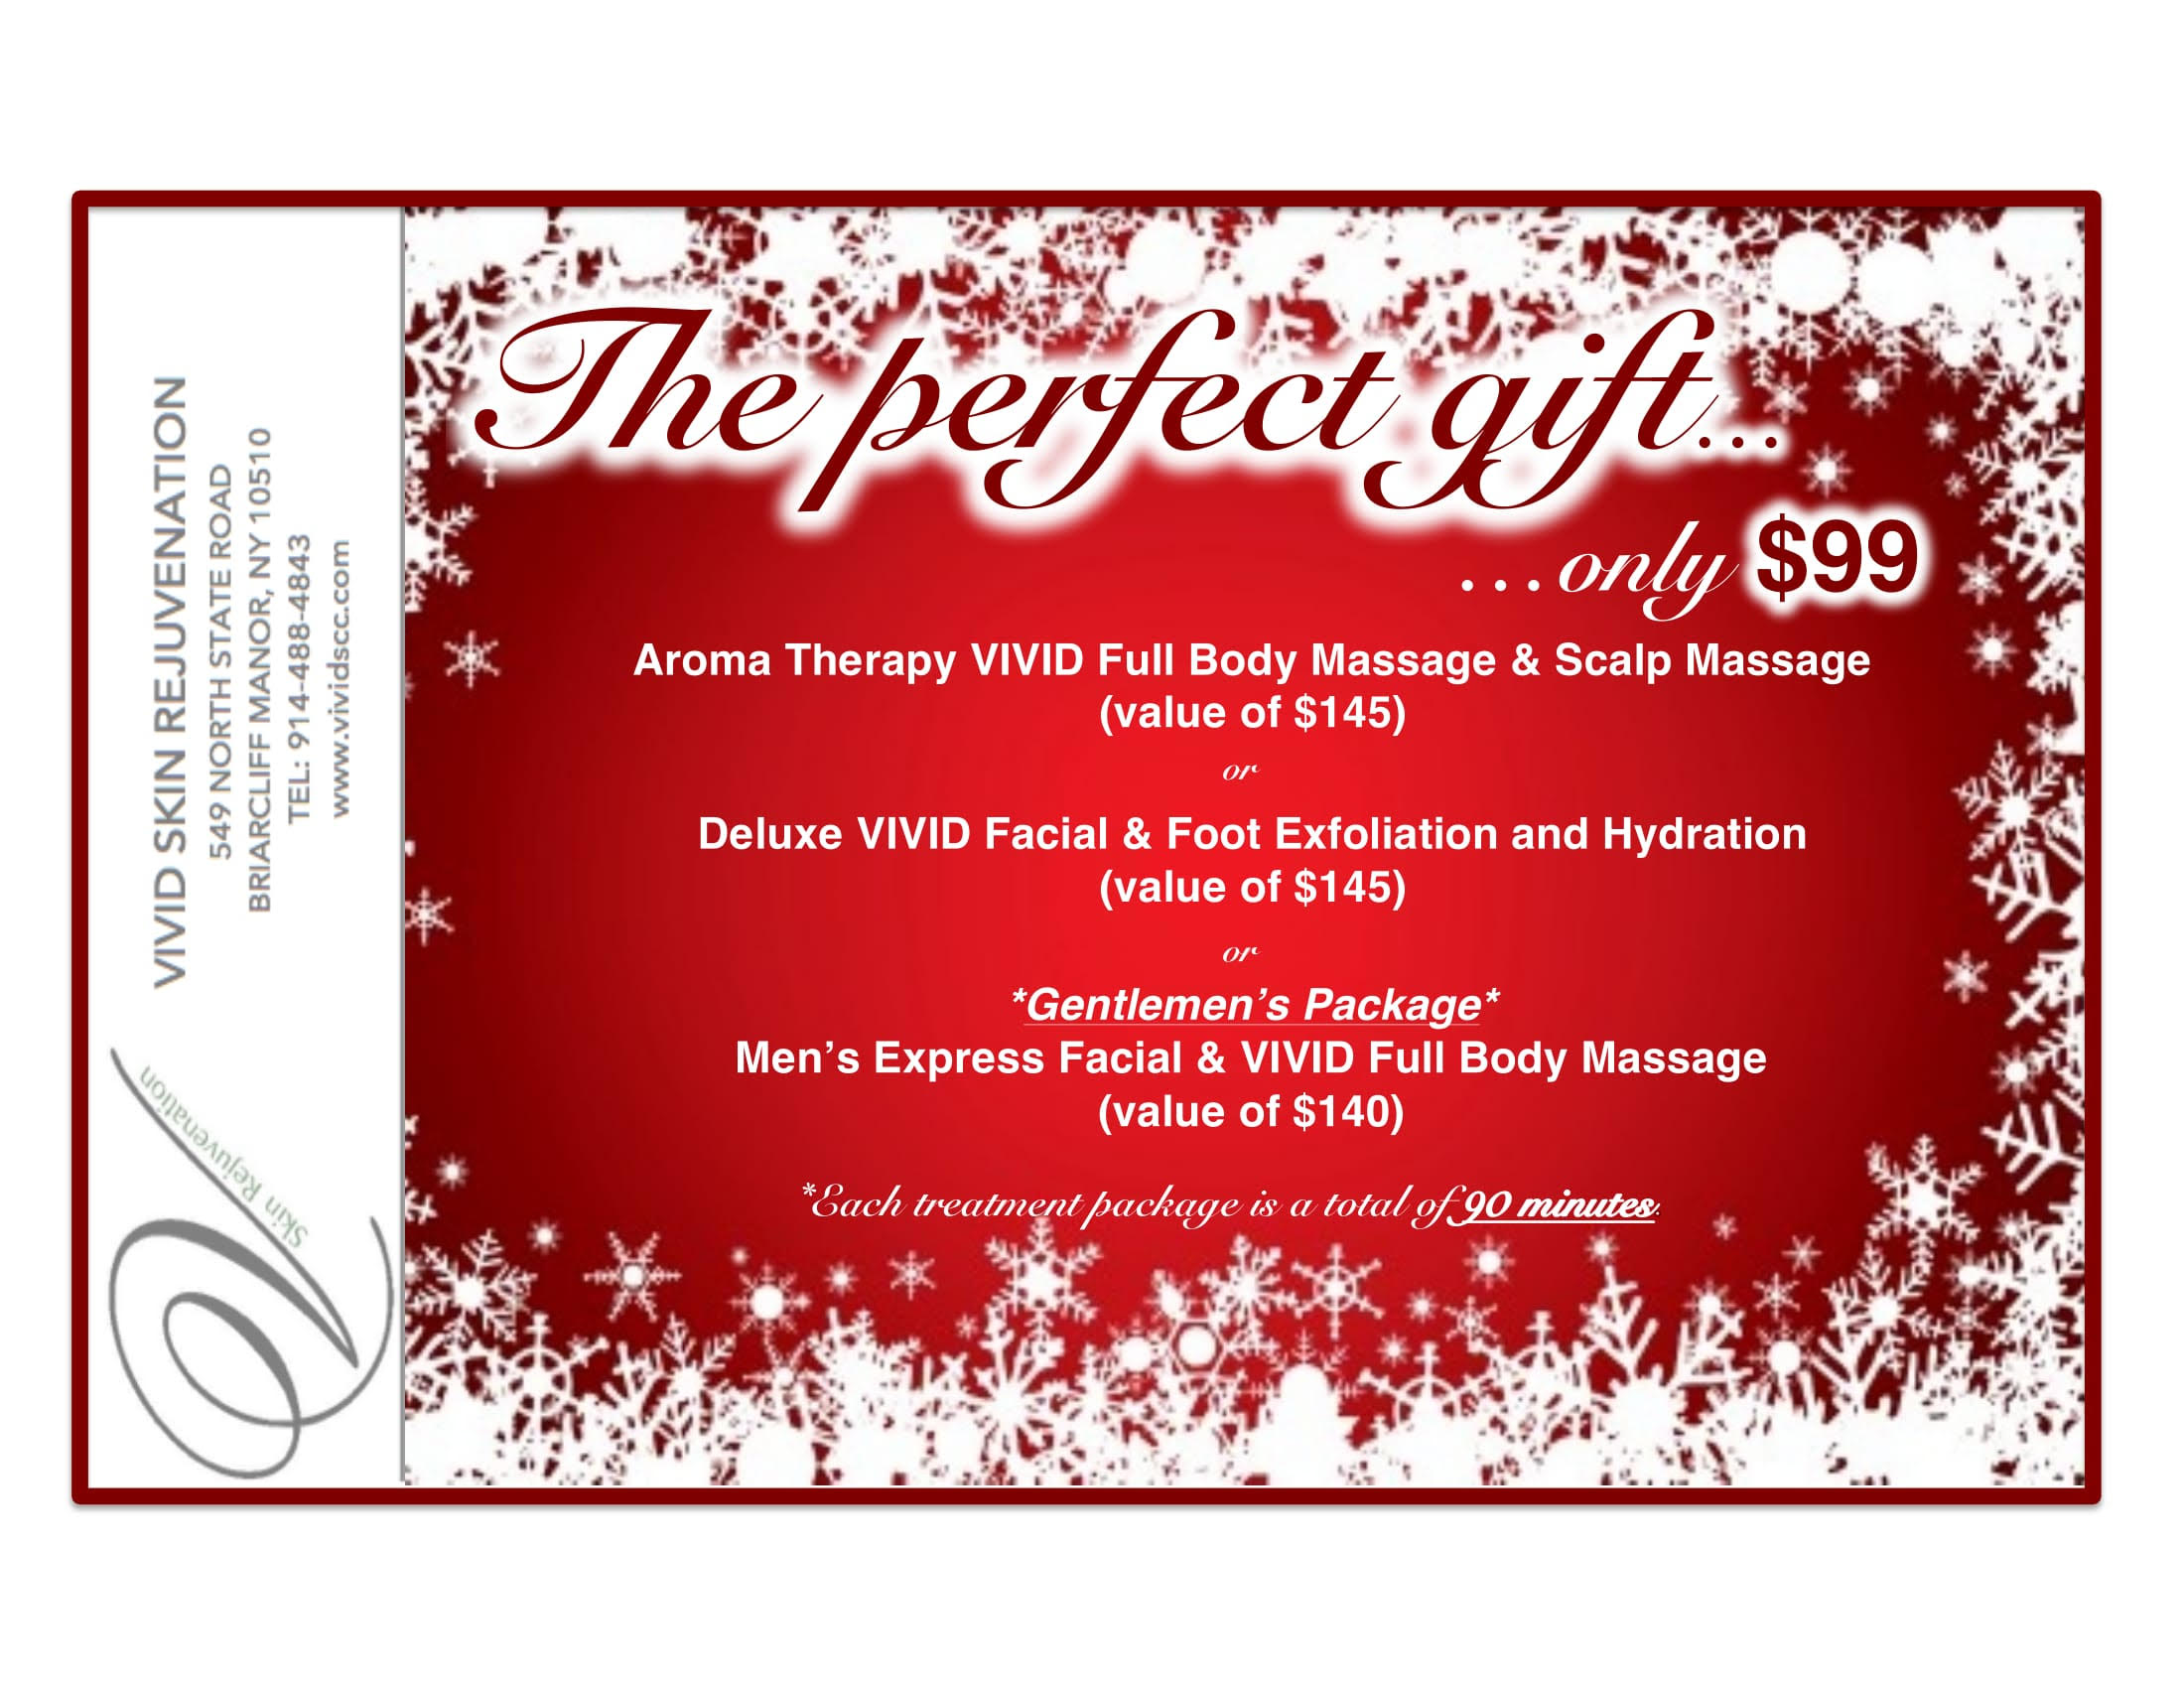 VIVID SKIN REJUVENATION
549 NORTH STATE ROAD
BRIARCLIFF MANOR, NY 10510
TEL: 914-488-4843
www.vividscc.com
Skin Rejuvenation
The perfect gift...
...only $99
Aroma Therapy VIVID Full Body Massage & Scalp Massage
(value of $145)
or
Deluxe VIVID Facial & Foot Exfoliation and Hydration
(value of $145)
or
*Gentlemen’s Package*
Men’s Express Facial & VIVID Full Body Massage
(value of $140)
*Each treatment package is a total of 90 minutes.